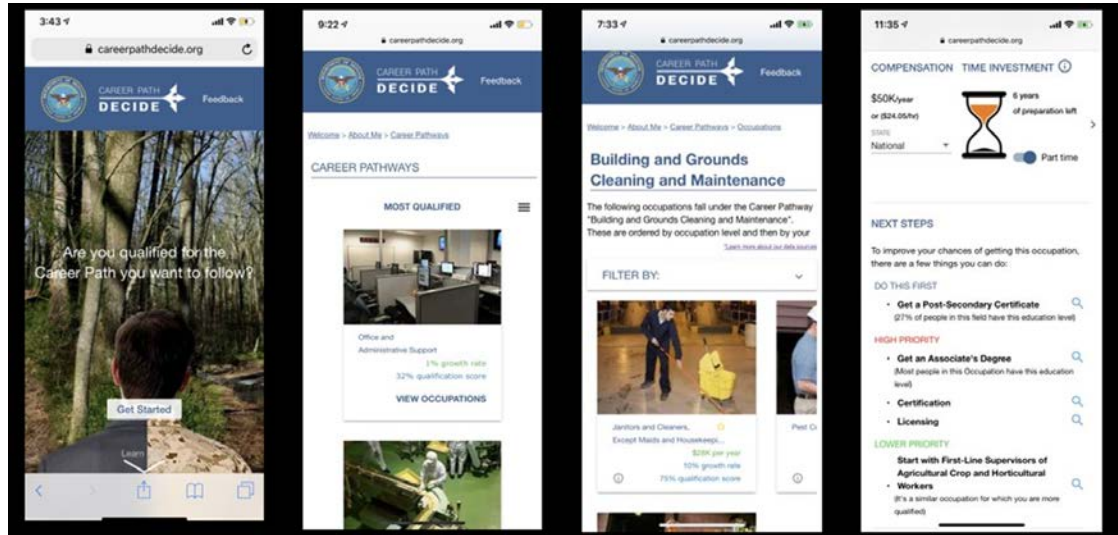 3:43
careerpathdecide.org
CAREER PATH
DECIDE
Feedback
Are you qualified for the
Career Path you want to follow?
Get Started
Learn
9:22
careerpathdecide.org
CAREER PATH
DECIDE
Feedback
Welcome > About Me > Career Pathways
CAREER PATHWAYS
MOST QUALIFIED
Office and
Administrative Support
1% growth rate
32% qualification score
VIEW OCCUPATIONS
7:33
careerpathdecide.org
CAREER PATH
DECIDE
Feedback
Welcome > About Me > Career Pathways > Occupations
Building and Grounds
Cleaning and Maintenance
The following occupations fall under the Career Pathway
"Building and Grounds Cleaning and Maintenance".
These are ordered by occupation level and then by your
*Learn more about our data sources
FILTER BY:
Janitors and Cleaners,
Except Maids and Housekeepi...
$28K per year
10% growth rate
75% qualification score
Pest
11:35
careerpathdecide.org
COMPENSATION TIME INVESTMENT
$50K/year
or ($24.05/hr)
STATE
National
6 years
of preparation left
Part time
NEXT STEPS
To improve your chances of getting this occupation,
there are a few things you can do:
DO THIS FIRST
• Get a Post-Secondary Certificate
(27% of people in this field have this education level)
HIGH PRIORITY
• Get an Associate's Degree
(Most people in this Occupation have this education
level)
• Certification
• Licensing
LOWER PRIORITY
Start with First-Line Supervisors of
Agricultural Crop and Horticultural
• Workers
(It's a similar occupation for which you are more
qualified)